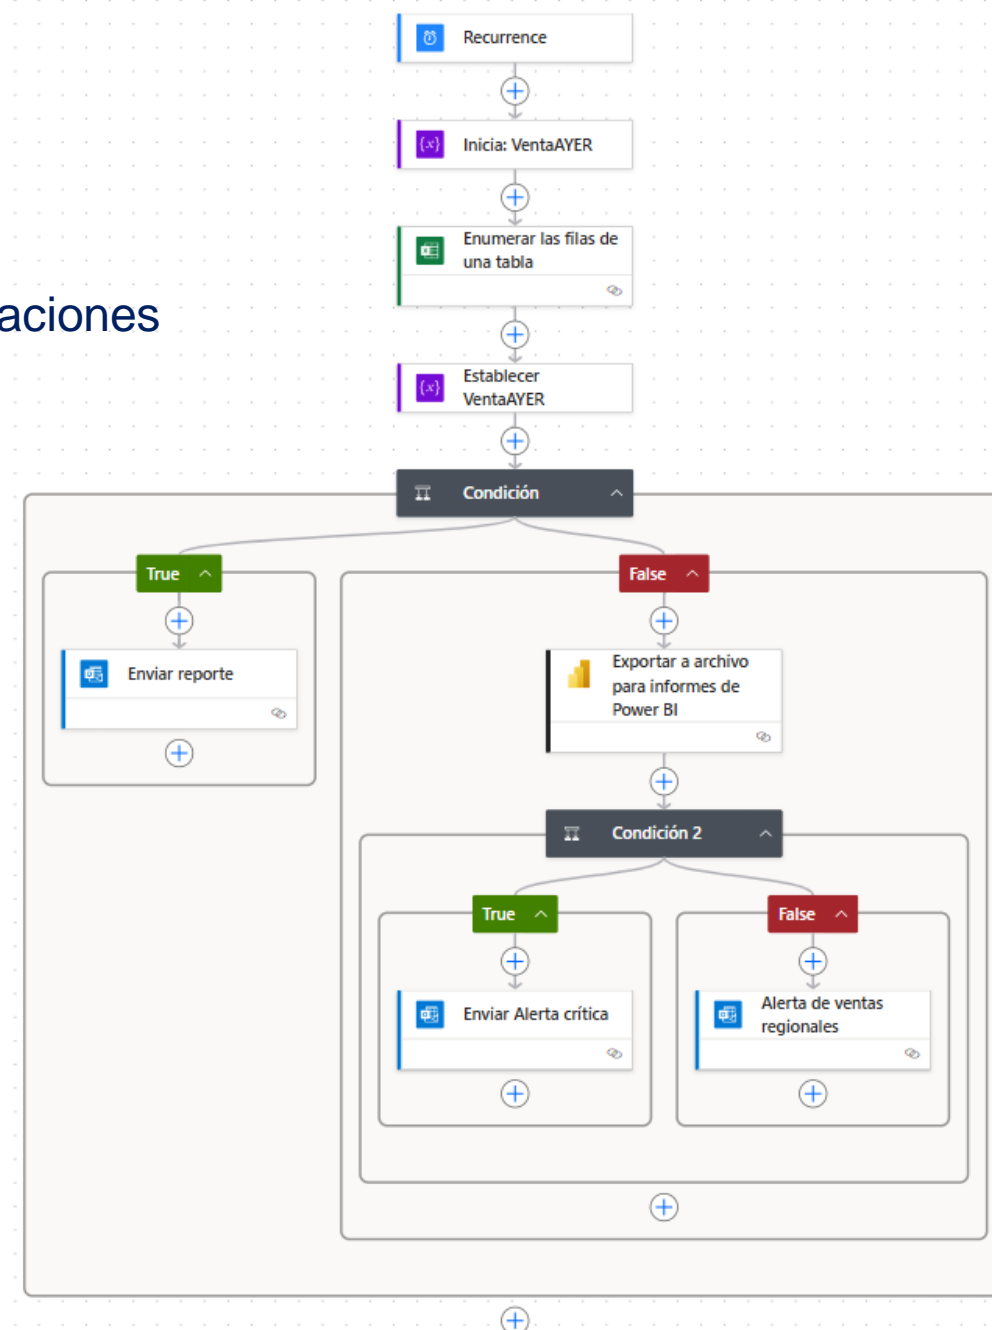 Recurrence
Inicia: VentaAYER
Enumerar las filas de
una tabla
aciones
Establecer
VentaAYER
Condición
True
False
Enviar reporte
Exportar a archivo
para informes de
Power BI
Condición 2
True
False
Enviar Alerta crítica
Alerta de ventas
regionales